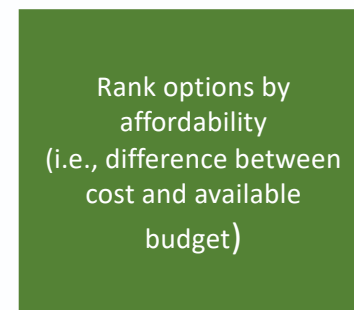 Rank options by
affordability
(i.e., difference between
cost and available
budget)